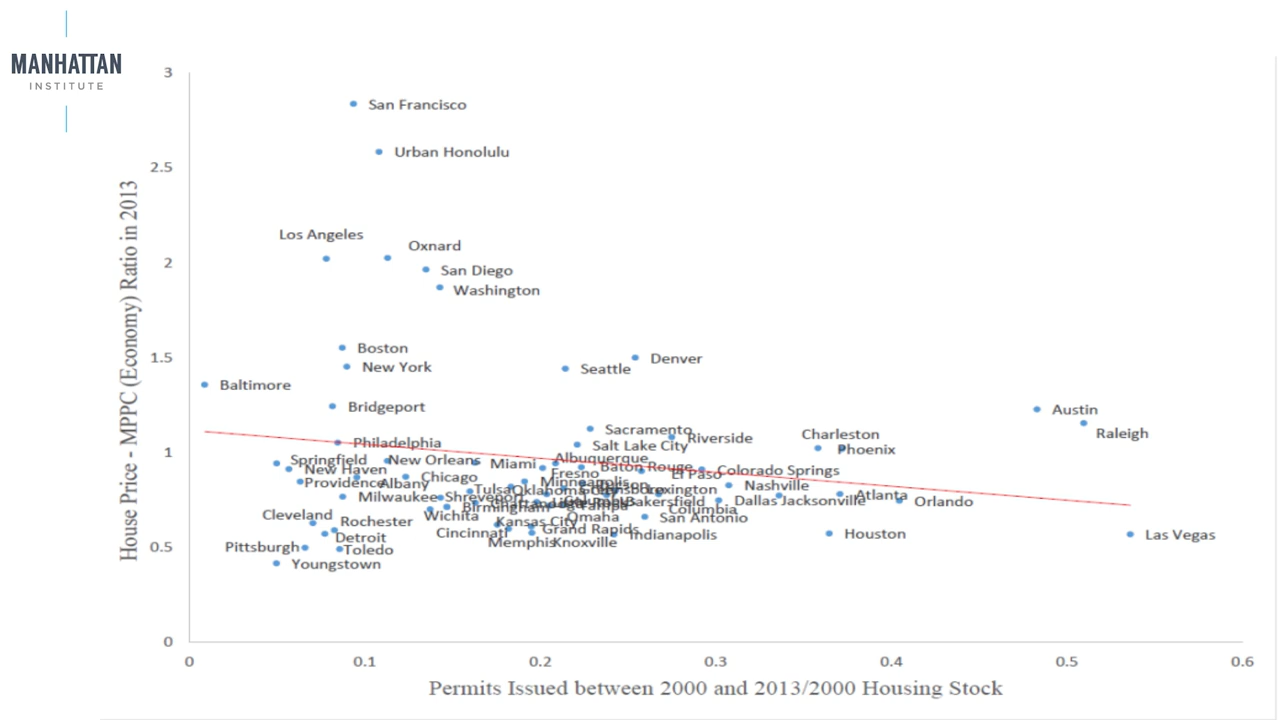 MANHATTAN
INSTITUTE
House Price - MPPC (Economy) Ratio in 2013
3
2.5
2
1.5
1
0.5
0
San Francisco
Urban Honolulu
Los Angeles
Oxnard
San Diego
Washington
Boston
New York
Denver
Seattle
Baltimore
Bridgeport
Austin
Raleigh
Sacramento
Riverside
Charleston
Phoenix
Philadelphia
Salt Lake City
Springfield
New Orleans
Miami
Albuquerque
New Haven
Fresno
Baton Rouge
El Paso
Colorado Springs
Providence
Albany
Chicago
Minneapolis
Nashville
Tulsa
Oklahoma City
Lexington
Milwaukee
Shreveport
Bakersfield
Dallas
Jacksonville
Atlanta
Orlando
Birmingham
Tampa
Columbia
Cleveland
Rochester
Wichita
Kansas City
Omaha
San Antonio
Detroit
Cincinnati
Grand Rapids
Indianapolis
Houston
Las Vegas
Pittsburgh
Toledo
Memphis
Knoxville
Youngstown
0
0.1
0.2
0.3
0.4
0.5
0.6
Permits Issued between 2000 and 2013/2000 Housing Stock